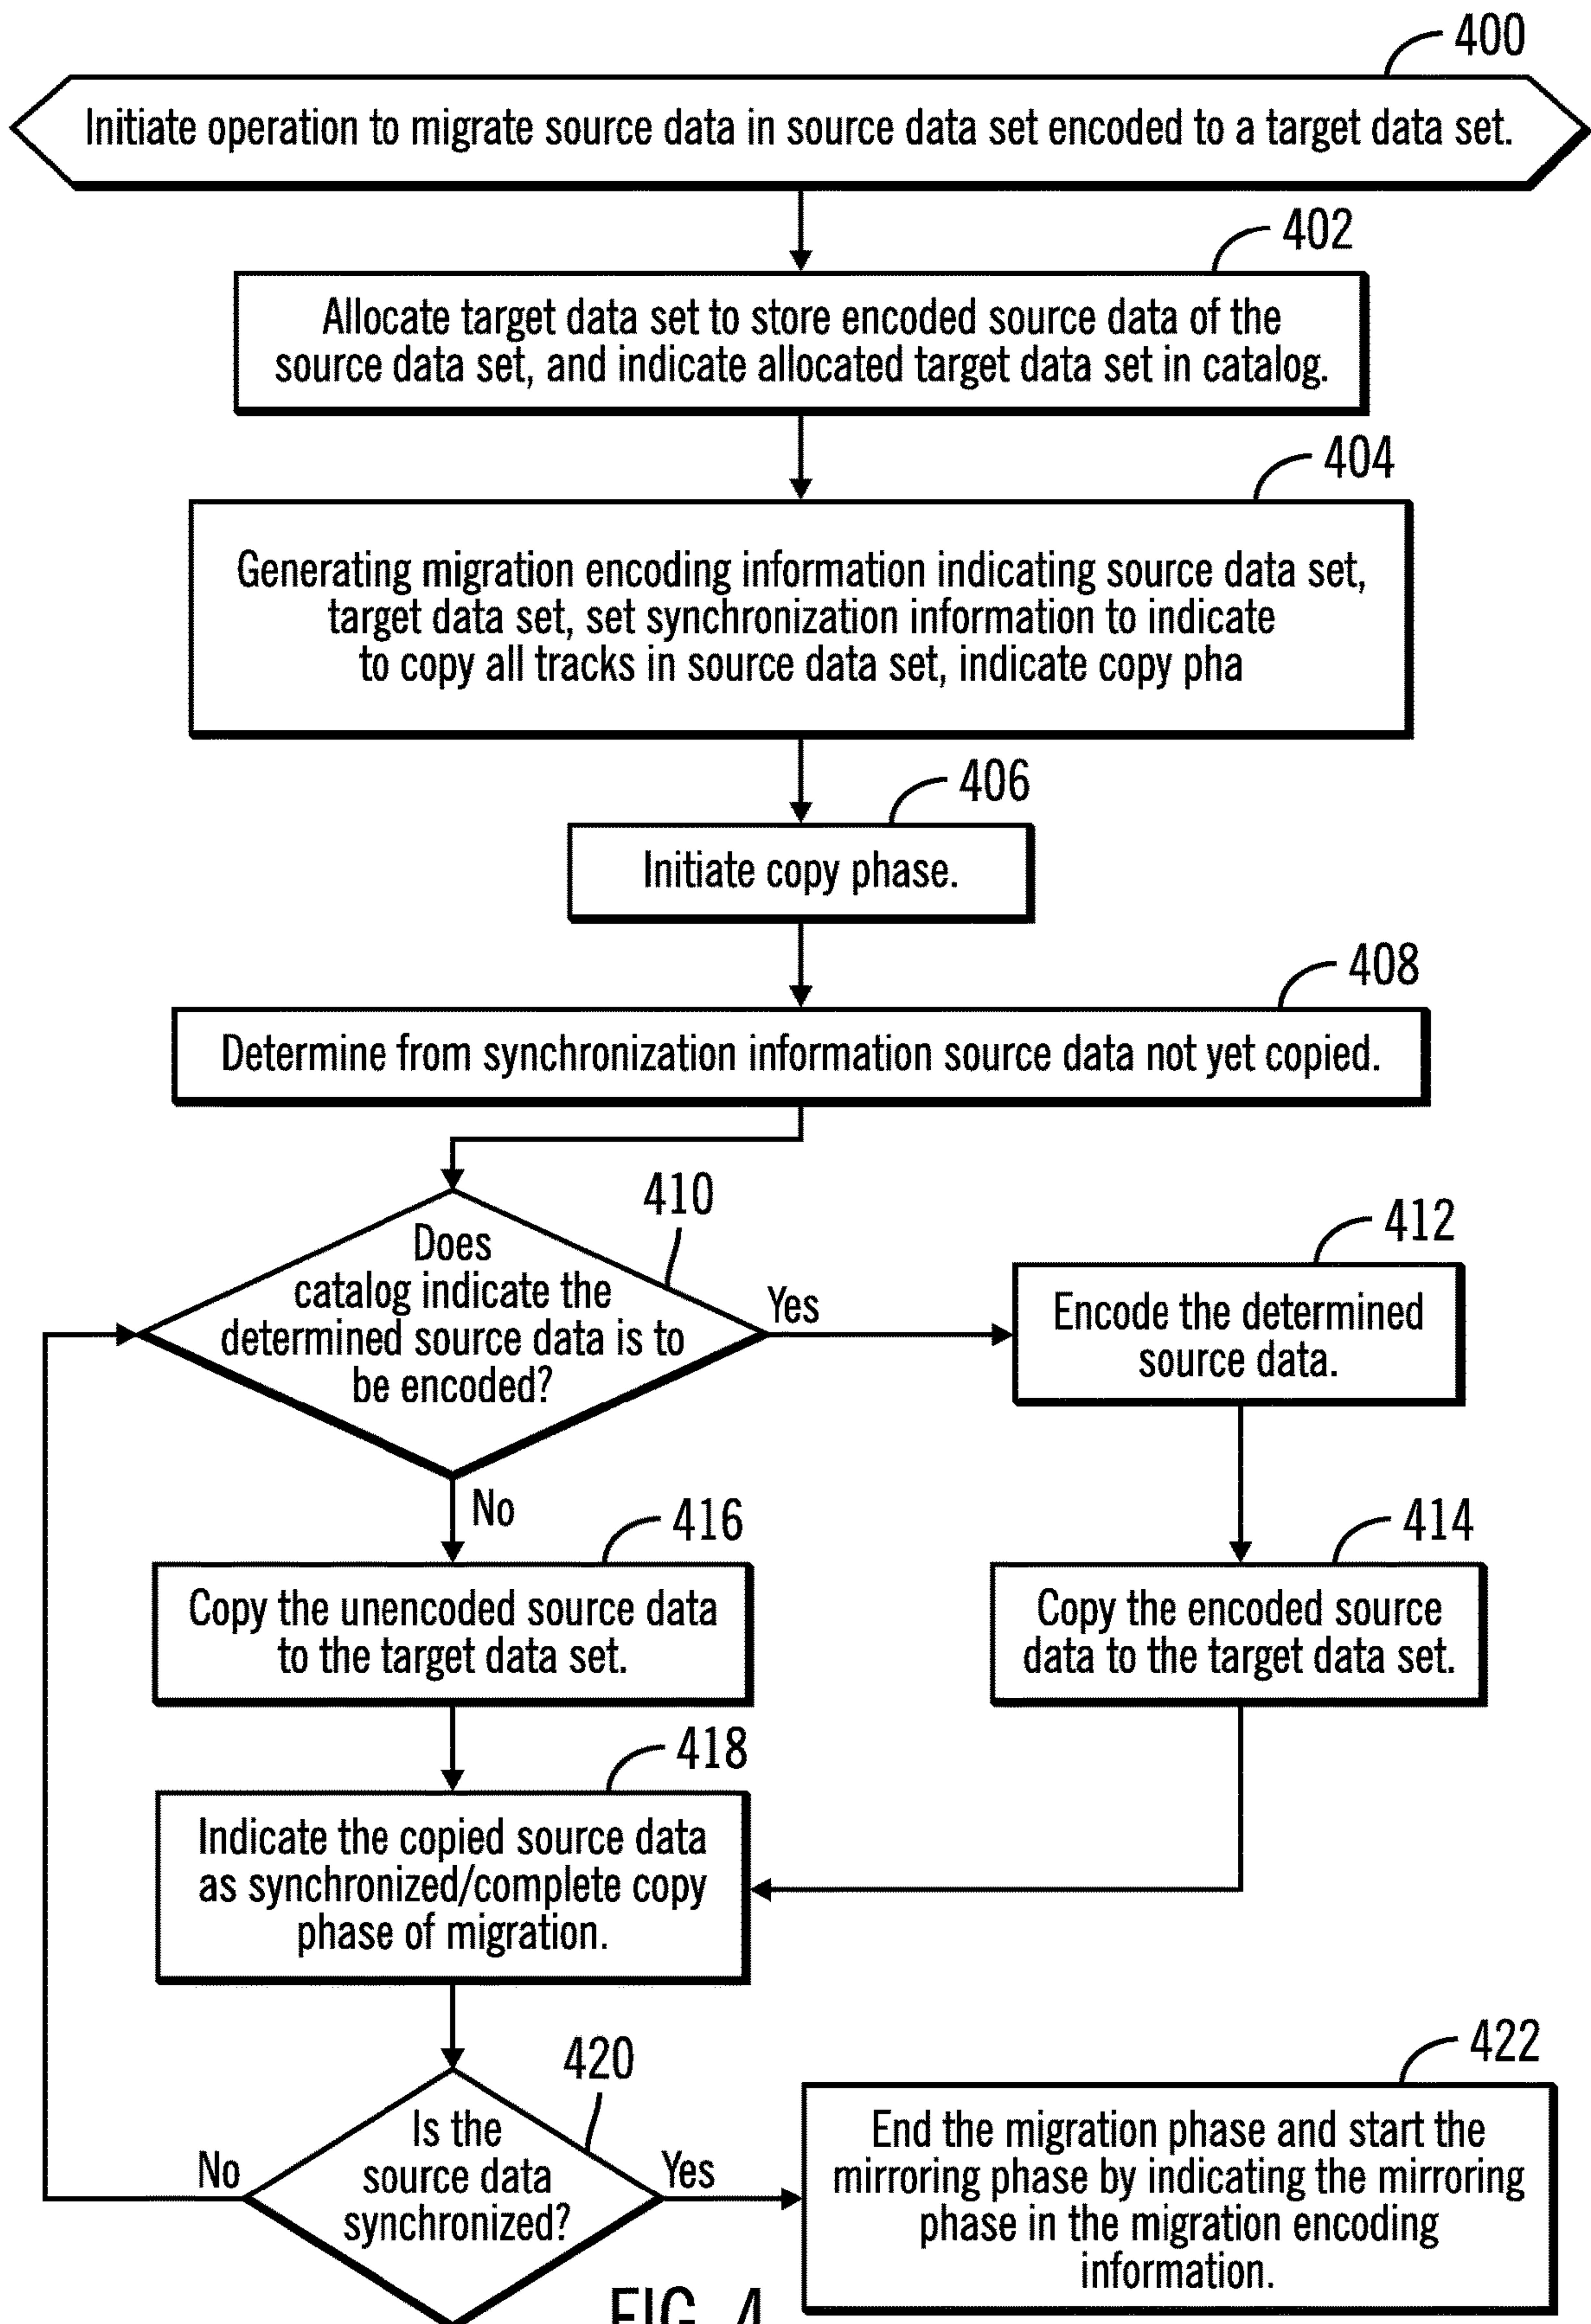 400
Initiate operation to migrate source data in source data set encoded to a target data set.
402
Allocate target data set to store encoded source data of the
source data set, and indicate allocated target data set in catalog.
404
Generating migration encoding information indicating source data set,
target data set, set synchronization information to indicate
to copy all tracks in source data set, indicate copy pha
406
Initiate copy phase.
408
Determine from synchronization information source data not yet copied.
410
Does
catalog indicate the
determined source data is to
be encoded?
Yes
412
Encode the determined
source data.
No
416
Copy the unencoded source data
to the target data set.
414
Copy the encoded source
data to the target data set.
418
Indicate the copied source data
as synchronized/complete copy
phase of migration.
420
Is the
source data
synchronized?
No
Yes
422
End the migration phase and start the
mirroring phase by indicating the mirroring
phase in the migration encoding
information.
FIG. 4